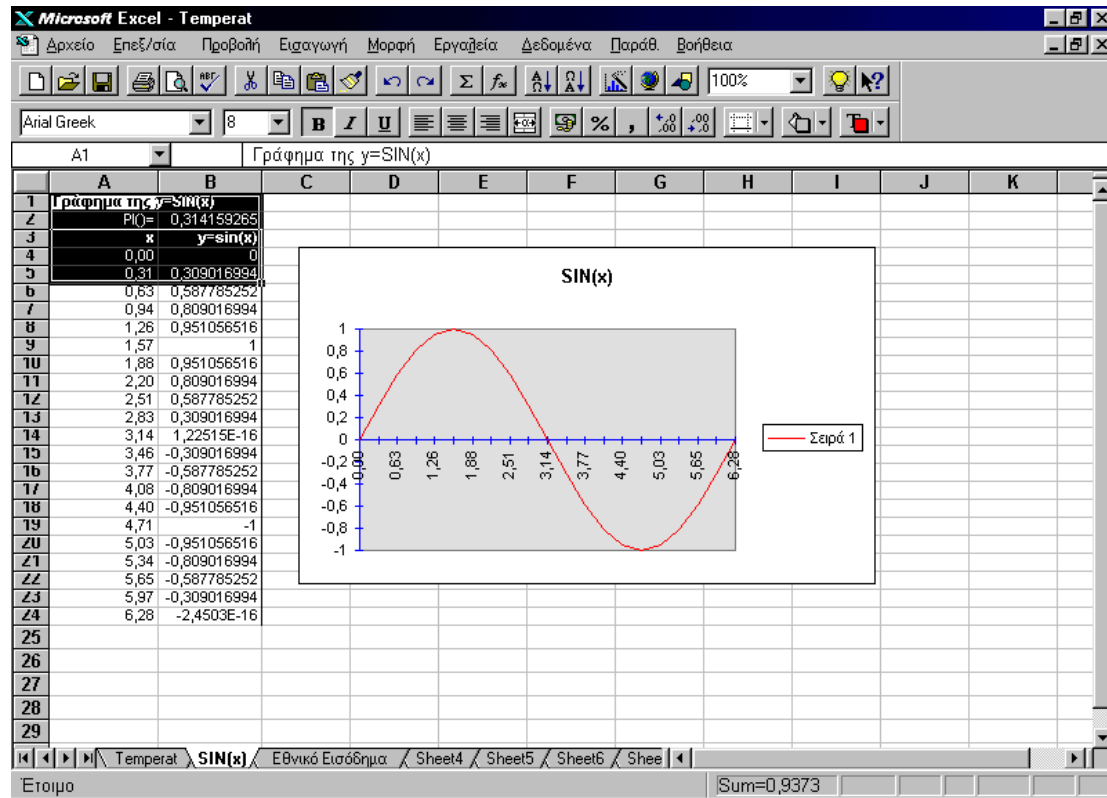 Microsoft Excel - Temperat
Αρχείο Επεξ/σία Προβολή Εισαγωγή Μορφή Εργαλεία Δεδομένα Παράθ. Βοήθεια
100%
Arial Greek 8 B I U % ,
A1 Γράφημα της y=SIN(x)
A B C D E F G H I J K
1 Γράφημα της y=SIN(x)
2 PI()= 0,314159265
3 x y=sin(x)
4 0,00 0
5 0,31 0,309016994
6 0,63 0,587785252
7 0,94 0,809016994
8 1,26 0,951056516
9 1,57 1
10 1,88 0,951056516
11 2,20 0,809016994
12 2,51 0,587785252
13 2,83 0,309016994
14 3,14 1,22515E-16
15 3,46 -0,309016994
16 3,77 -0,587785252
17 4,08 -0,809016994
18 4,40 -0,951056516
19 4,71 -1
20 5,03 -0,951056516
21 5,34 -0,809016994
22 5,65 -0,587785252
23 5,97 -0,309016994
24 6,28 -2,4503E-16
25
26
27
28
29
SIN(x)
1
0,8
0,6
0,4
0,2
0
-0,2
-0,4
-0,6
-0,8
-1
0,00 0,63 1,26 1,88 2,51 3,14 3,77 4,40 5,03 5,65 6,28
Σειρά 1
Temperat SIN(x) Εθνικό Εισόδημα Sheet4 Sheet5 Sheet6 Shee
Έτοιμο Sum=0,9373